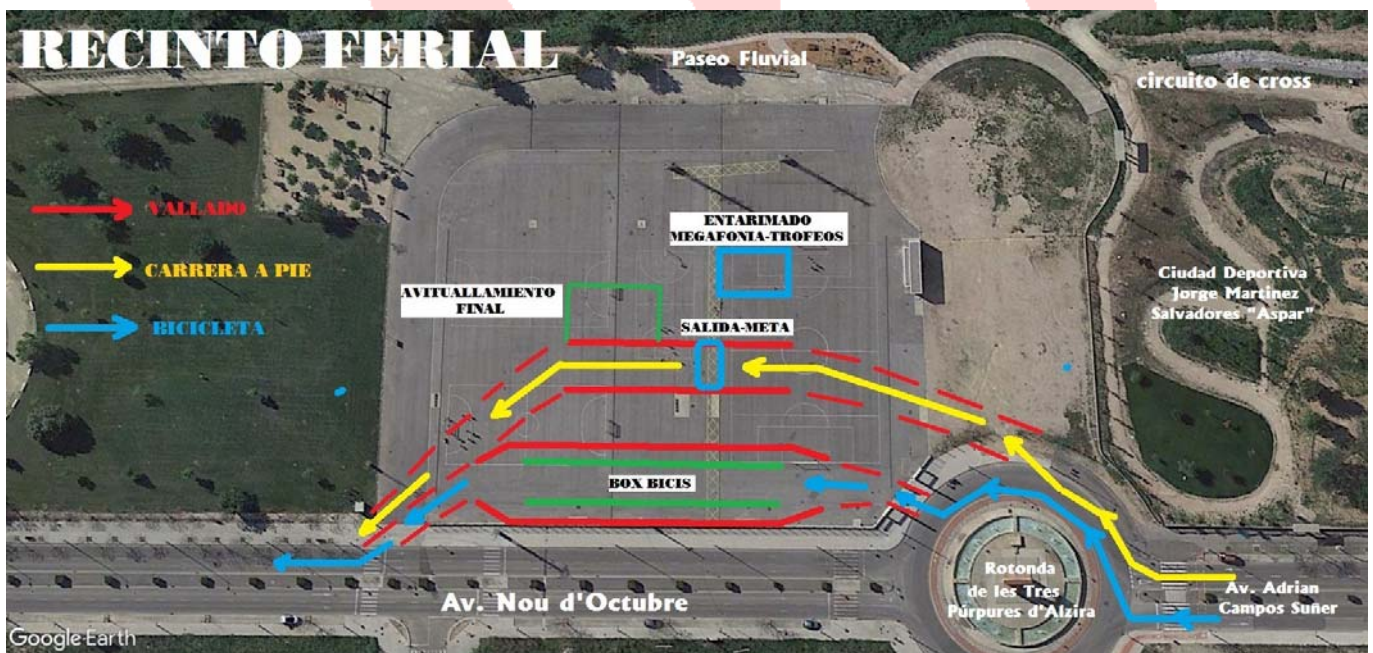 RECINTO FERIAL
Paseo Fluvial
circuito de cross
VALLADO
CARRERA A PIE
BICICLETA
ENTARIMADO
MEGAFONIA-TROFEOS
AVITUALLAMIENTO
FINAL
SALIDA-META
Ciudad Deportiva
Jorge Martinez
Salvadores "Aspar"
BOX BICIS
Rotonda
de les Tres
Púrpures d'Alzira
Av. Adrian
Campos Suñer
Av. Nou d'Octubre
Google Earth